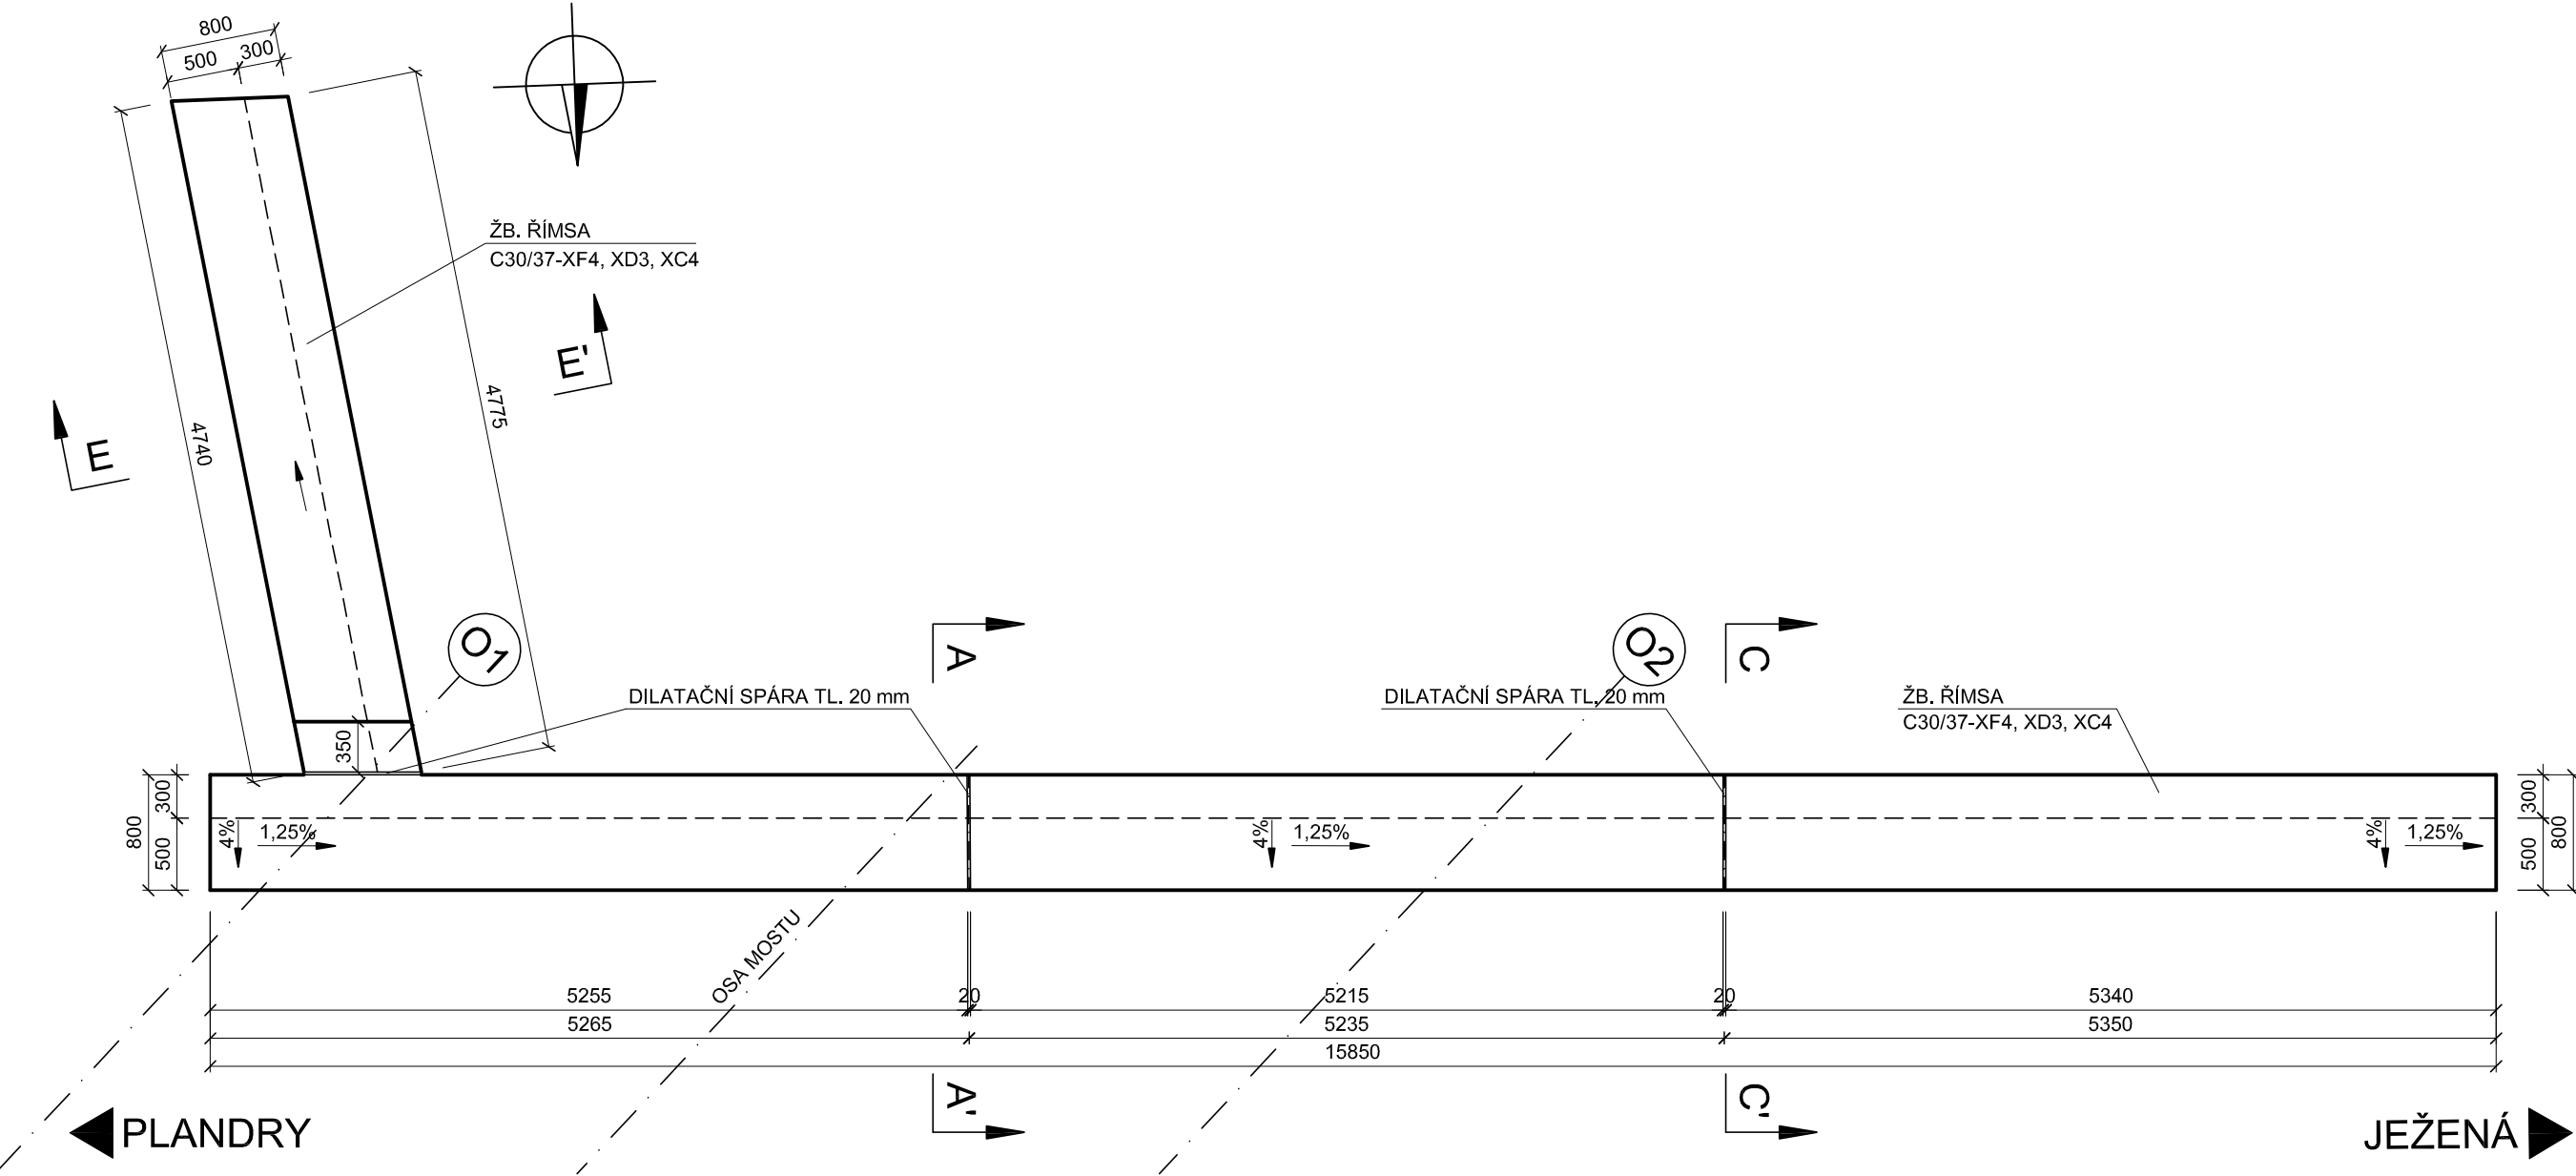 800
500
300
ŽB. ŘÍMSA
C30/37-XF4, XD3, XC4
E'
E
4775
4740
O1
O2
A
C
DILATAČNÍ SPÁRA TL. 20 mm
DILATAČNÍ SPÁRA TL. 20 mm
ŽB. ŘÍMSA
C30/37-XF4, XD3, XC4
350
800
300
500
4%
1,25%
4%
1,25%
4%
1,25%
300
500
800
OSA MOSTU
5255
20
5215
20
5340
5265
5235
5350
15850
A'
C'
PLANDRY
JEŽENÁ